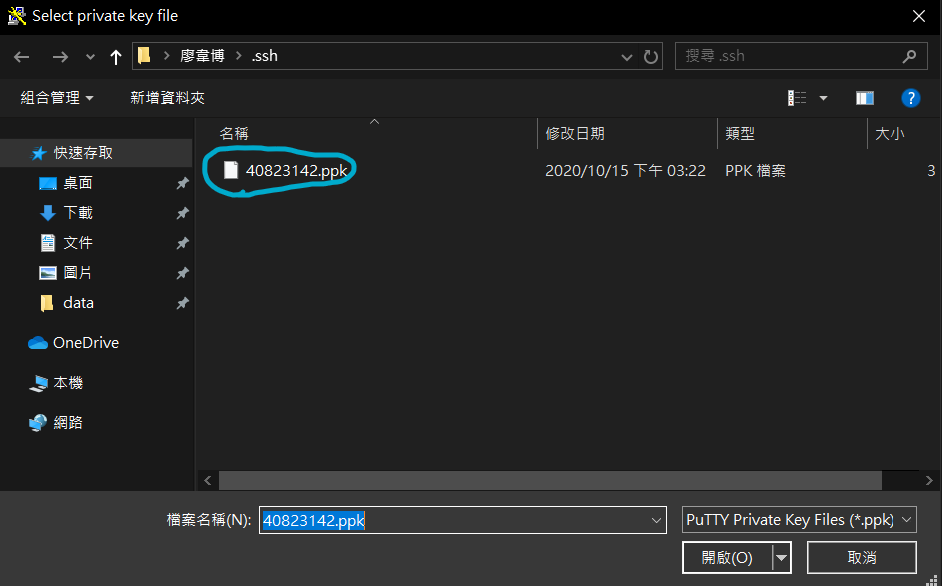 Select private key file
廖韋博 .ssh
搜尋 .ssh
組合管理 新增資料夾
名稱 修改日期 類型 大小
40823142.ppk 2020/10/15 下午 03:22 PPK 檔案 3
快速存取
桌面
下載
文件
圖片
data
OneDrive
本機
網路
檔案名稱(N): 40823142.ppk PuTTY Private Key Files (*.ppk)
開啟(O) 取消